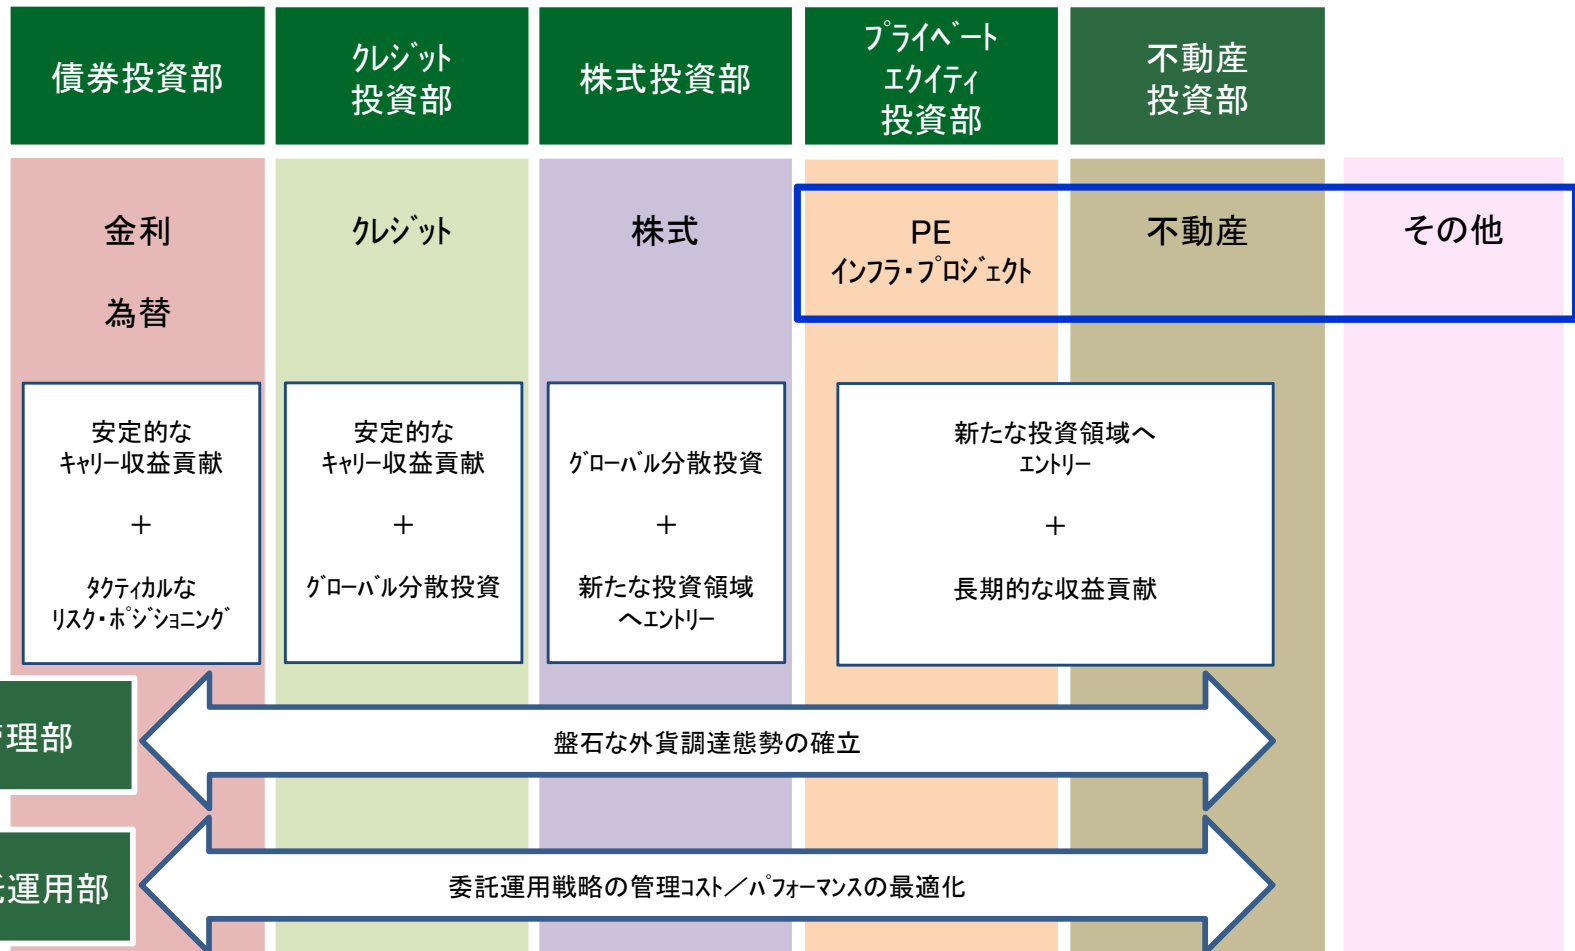 債券投資部
ｸﾚｼﾞｯﾄ
投資部
株式投資部
ﾌﾟﾗｲﾍﾞｰﾄ
ｴｸｲﾃｨ
投資部
不動産
投資部
金利
為替
ｸﾚｼﾞｯﾄ
株式
PE
ｲﾝﾌﾗ・ﾌﾟﾛｼﾞｪｸﾄ
不動産
その他
安定的な
ｷｬﾘｰ収益貢献
＋
ﾀｸﾃｨｶﾙな
ﾘｽｸ・ﾎﾟｼﾞｼｮﾆﾝｸﾞ
安定的な
ｷｬﾘｰ収益貢献
＋
ｸﾞﾛｰﾊﾞﾙ分散投資
ｸﾞﾛｰﾊﾞﾙ分散投資
＋
新たな投資領域
へｴﾝﾄﾘｰ
新たな投資領域へ
ｴﾝﾄﾘｰ
＋
長期的な収益貢献
理部
盤石な外貨調達態勢の確立
運用部
委託運用戦略の管理ｺｽﾄ／ﾊﾟﾌｫｰﾏﾝｽの最適化